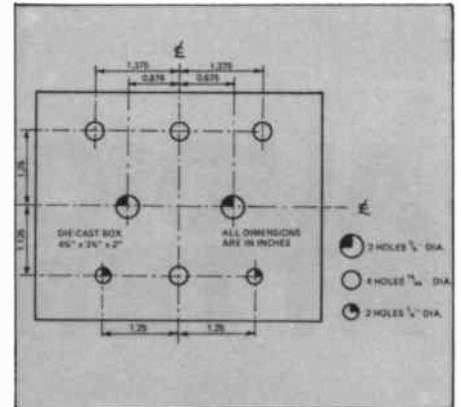 1.375 1.375
0.875 0.875
1.25
DIE-CAST BOX
ALL DIMENSIONS
ARE IN INCHES
1.125
2 HOLES DIA.
4 HOLES DIA.
2 HOLES DIA.
1.25 1.25